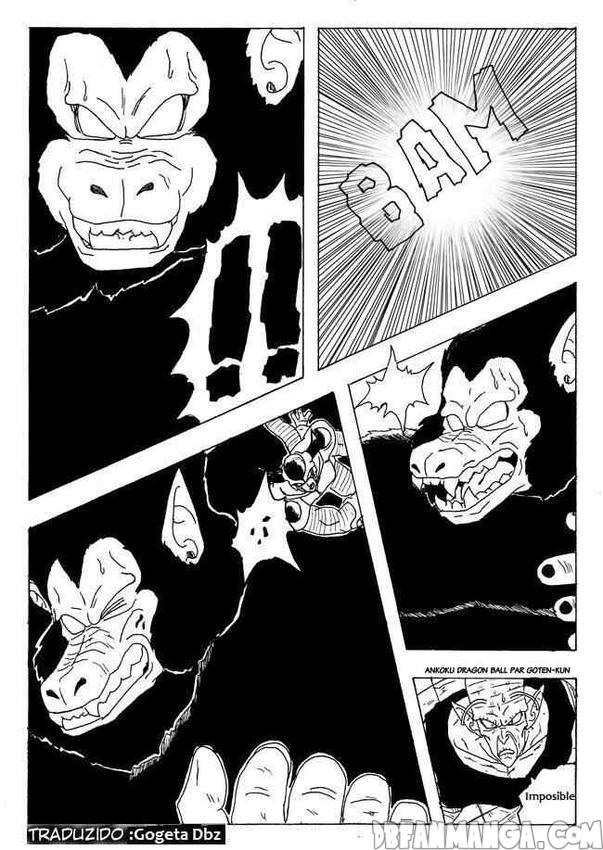 !!
BAM
ANKOKU DRAGON BALL PAR GOTEN-KUN
Imposible
TRADUZIDO :Gogeta Dbz
DBFANMANGA.COM